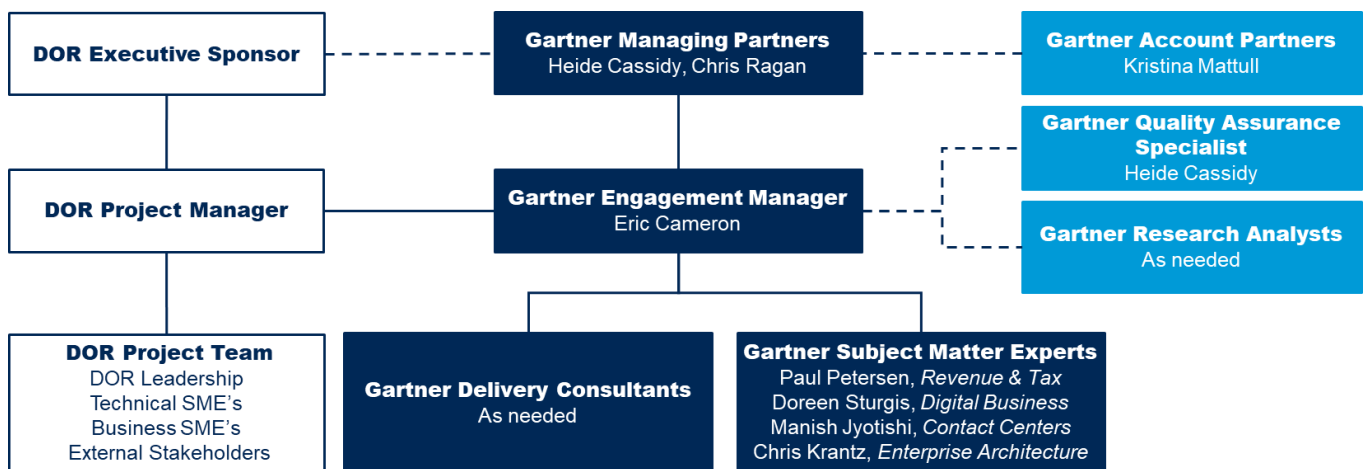 DOR Executive Sponsor
Gartner Managing Partners
Heide Cassidy, Chris Ragan
Gartner Account Partners
Kristina Mattull
Gartner Quality Assurance
Specialist
Heide Cassidy
DOR Project Manager
Gartner Engagement Manager
Eric Cameron
Gartner Research Analysts
As needed
DOR Project Team
DOR Leadership
Technical SME's
Business SME's
External Stakeholders
Gartner Delivery Consultants
As needed
Gartner Subject Matter Experts
Paul Petersen, Revenue & Tax
Doreen Sturgis, Digital Business
Manish Jyotishi, Contact Centers
Chris Krantz, Enterprise Architecture